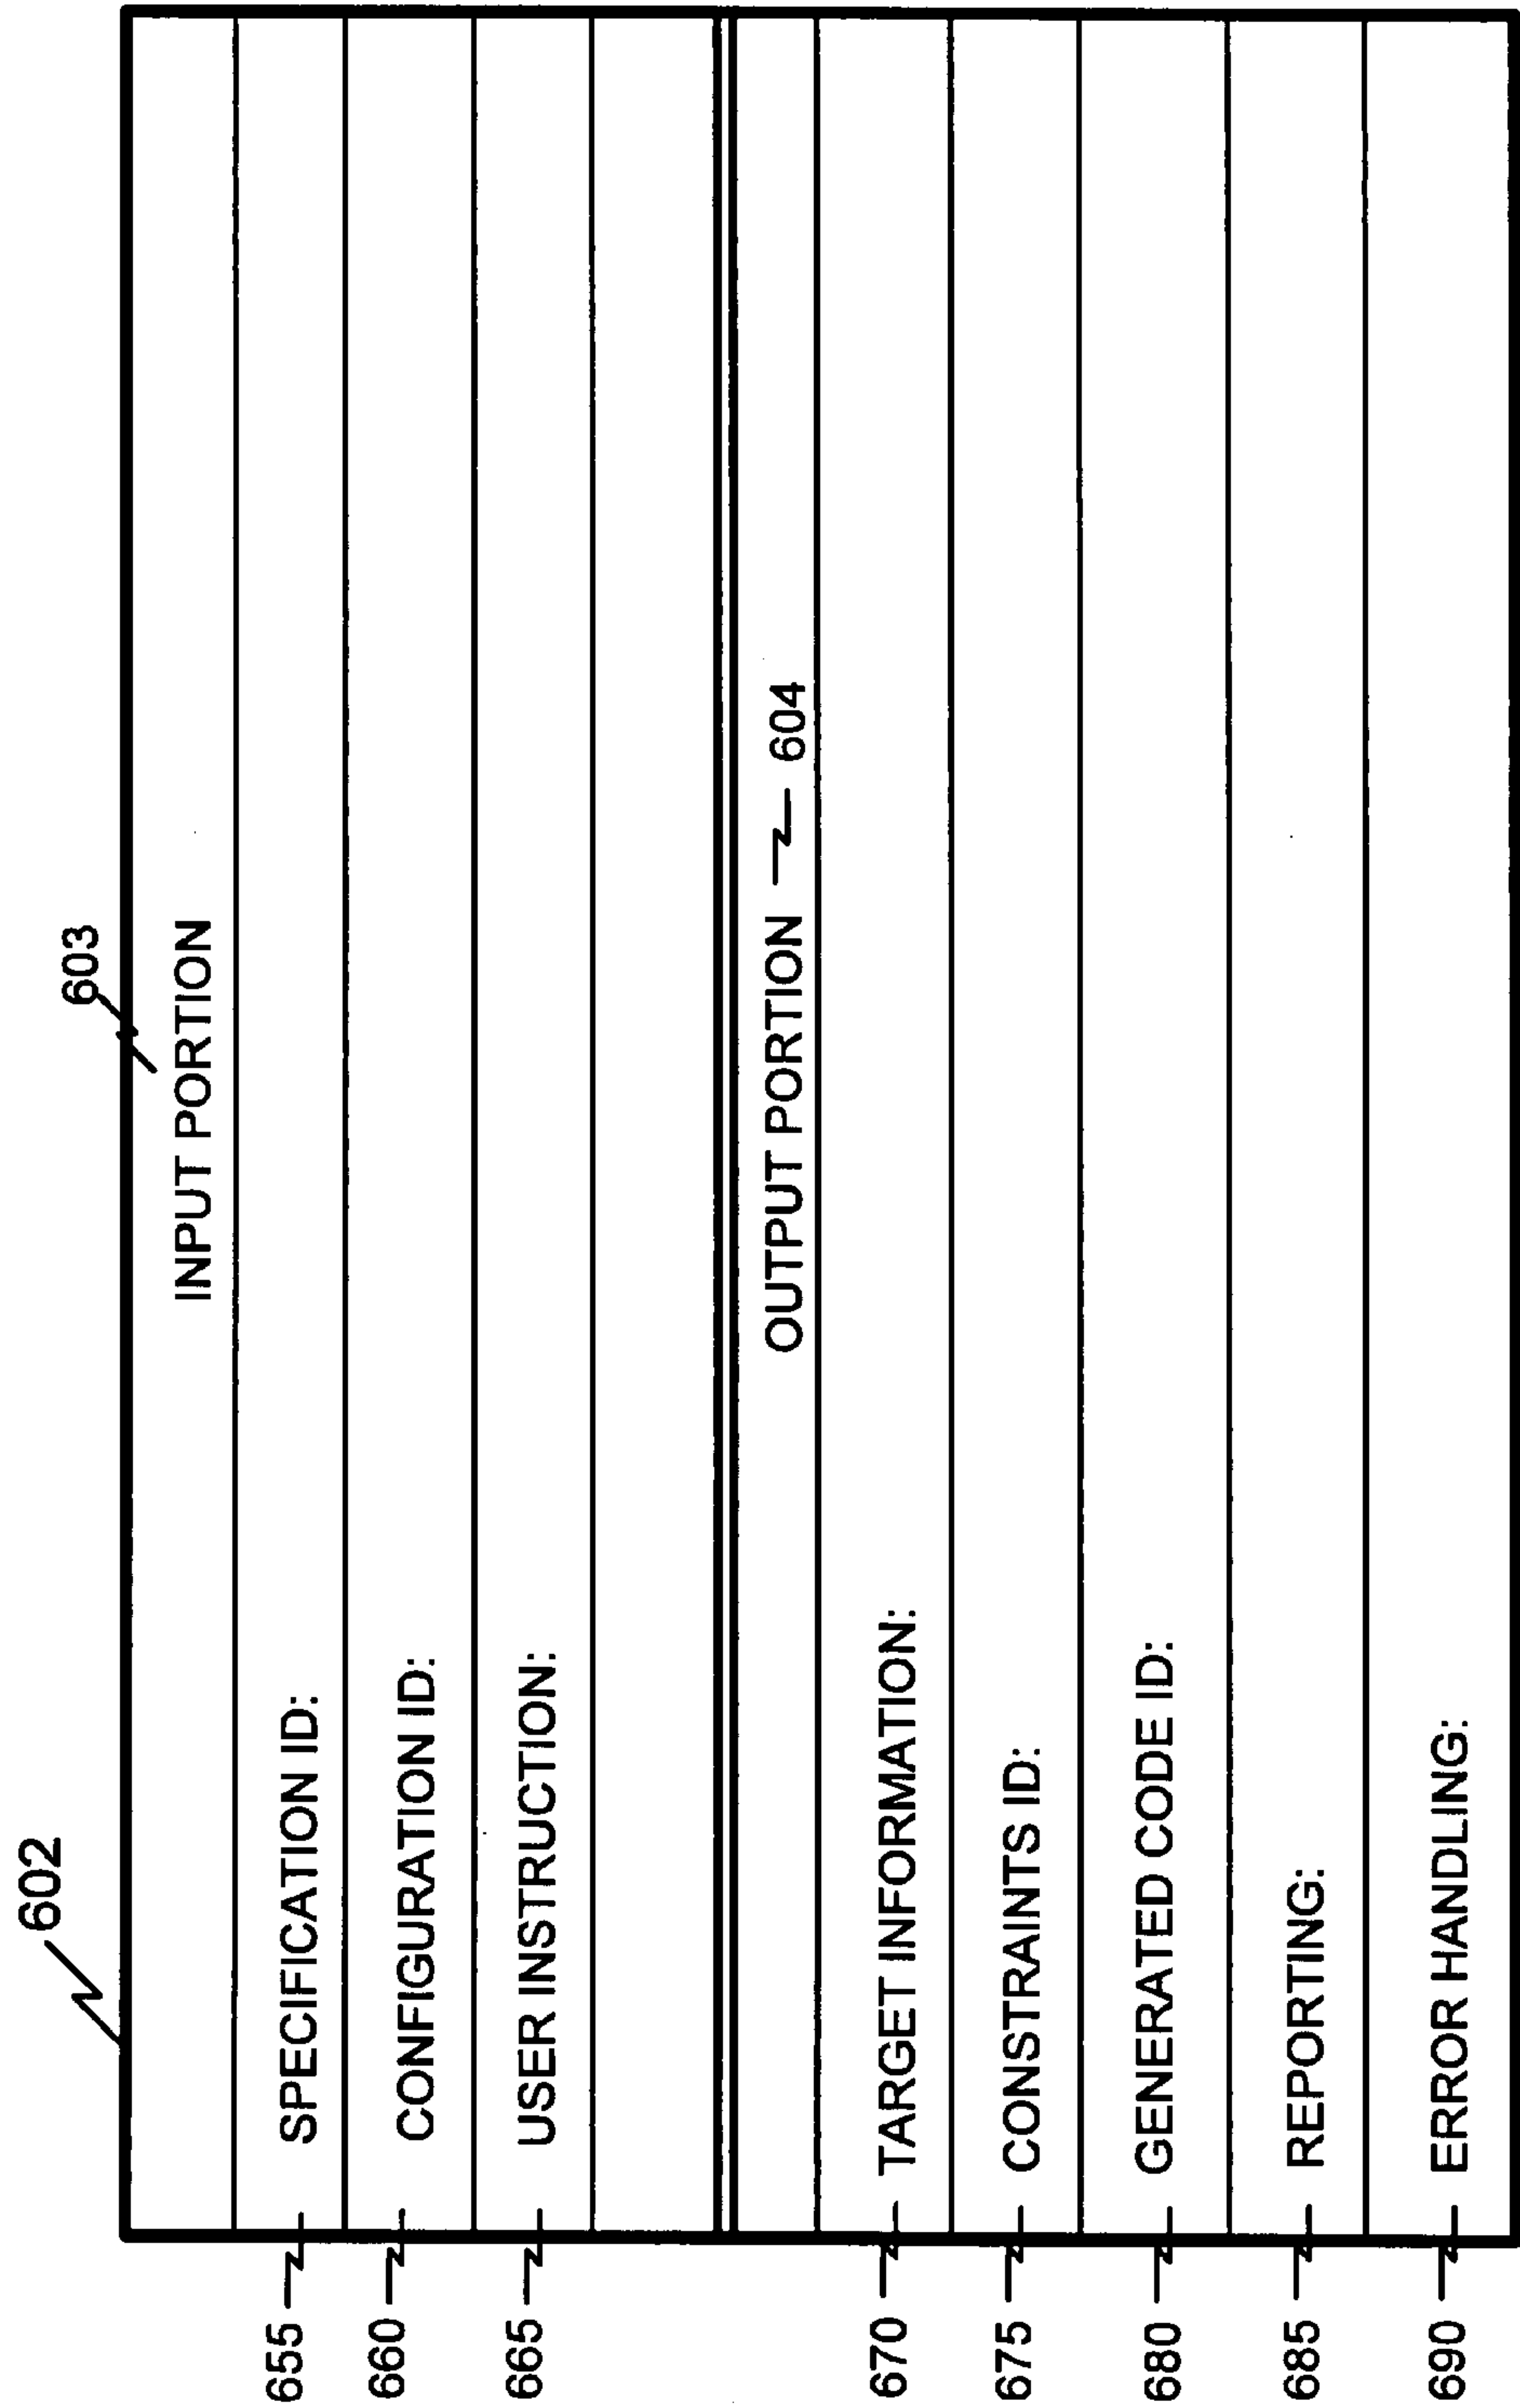 602
603
INPUT PORTION
655 SPECIFICATION ID:
660 CONFIGURATION ID:
665 USER INSTRUCTION:
OUTPUT PORTION 604
670 TARGET INFORMATION:
675 CONSTRAINTS ID:
680 GENERATED CODE ID:
685 REPORTING:
690 ERROR HANDLING: